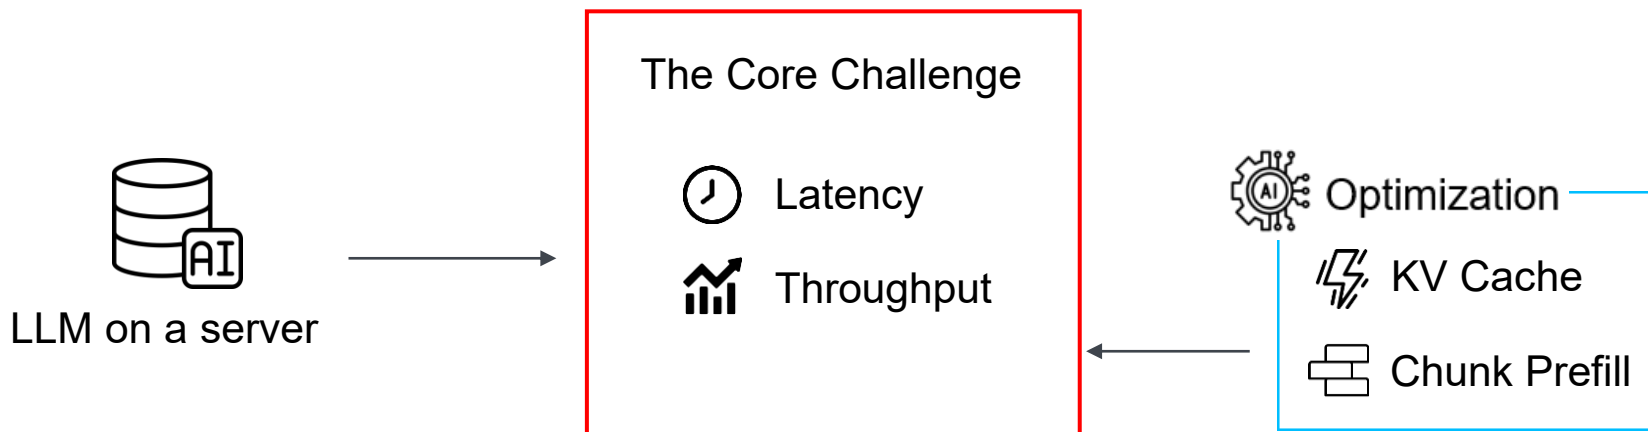 The Core Challenge
Latency
Throughput
AI
LLM on a server
AI
Optimization
KV Cache
Chunk Prefill